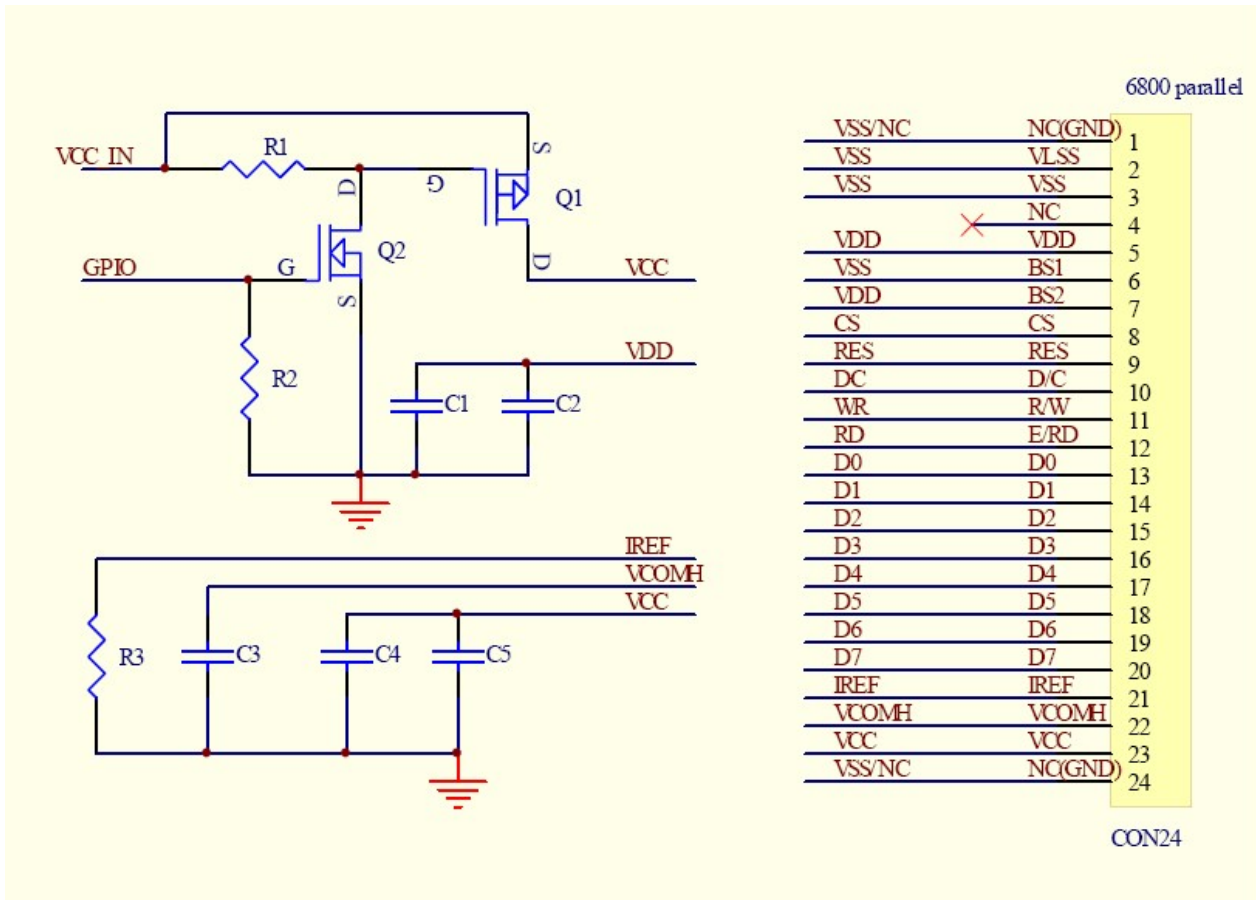 6800 parallel
VCC_IN
R1
S
D
G
Q1
Q2
GPIO
G
S
D
VCC
R2
VDD
C1
C2
IREF
VCOMH
VCC
R3
C3
C4
C5
VSS/NC NC(GND) 1
VSS VLSS 2
VSS VSS 3
NC 4
VDD VDD 5
VSS BS1 6
VDD BS2 7
CS CS 8
RES RES 9
DC D/C 10
WR R/W 11
RD E/RD 12
D0 D0 13
D1 D1 14
D2 D2 15
D3 D3 16
D4 D4 17
D5 D5 18
D6 D6 19
D7 D7 20
IREF IREF 21
VCOMH VCOMH 22
VCC VCC 23
VSS/NC NC(GND) 24
CON24